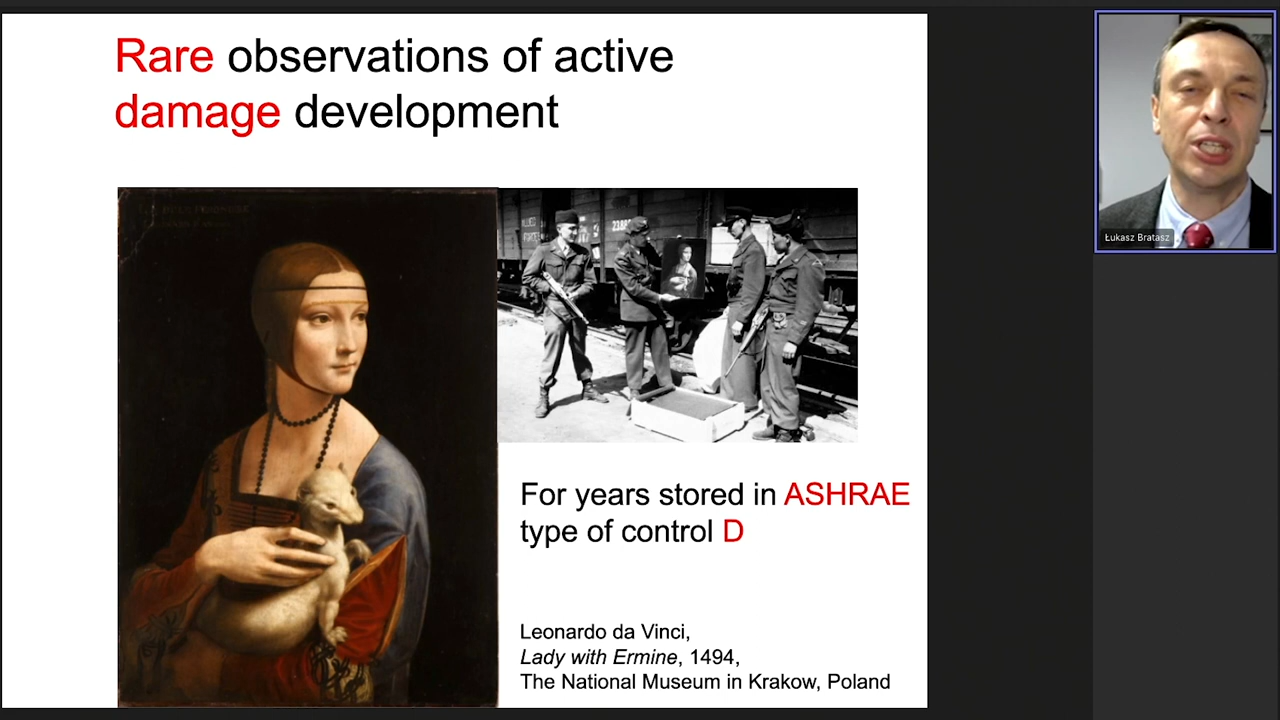 Rare observations of active
damage development
For years stored in ASHRAE
type of control D
Leonardo da Vinci,
Lady with Ermine, 1494,
The National Museum in Krakow, Poland
Łukasz Bratasz